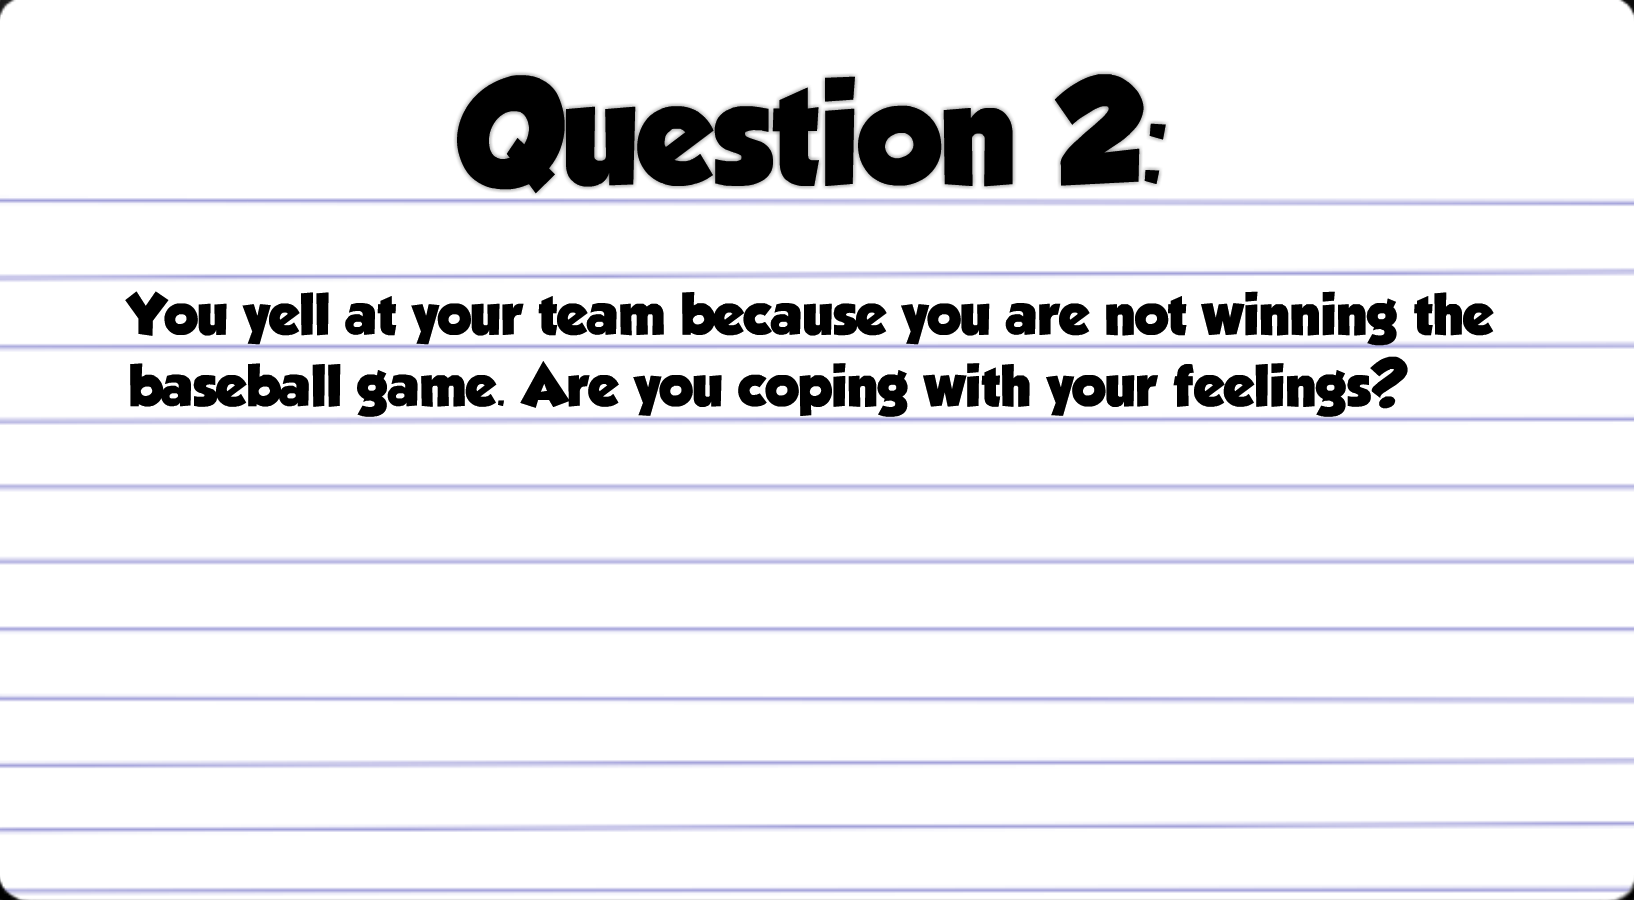 Question 2:
You yell at your team because you are not winning the
baseball game. Are you coping with your feelings?